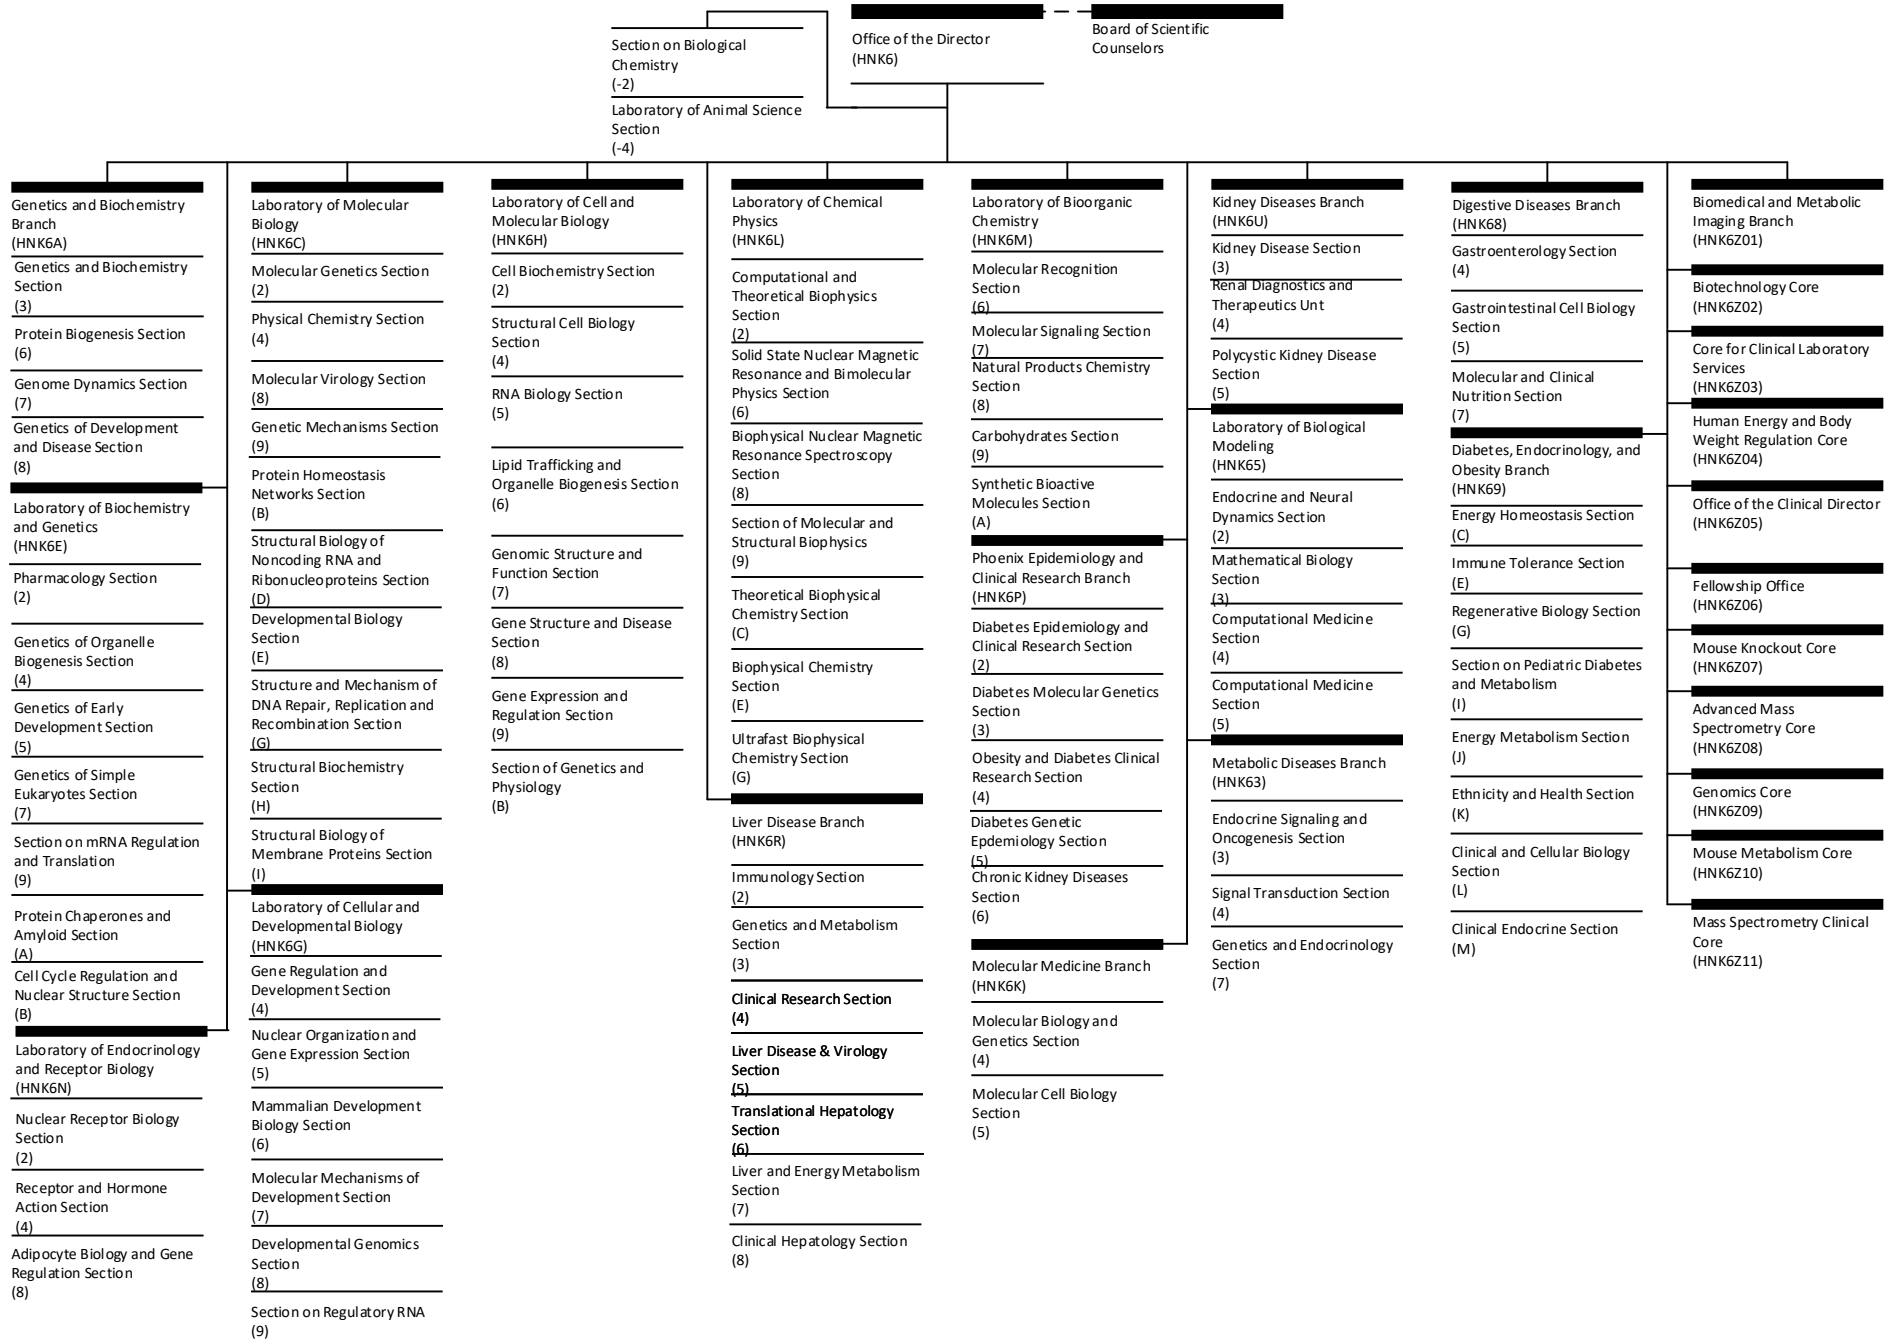 Section on Biological
Chemistry
(-2)
Laboratory of Animal Science
Section
(-4)
Office of the Director
(HNK6)
Board of Scientific
Counselors
Genetics and Biochemistry
Branch
(HNK6A)
Genetics and Biochemistry
Section
(3)
Protein Biogenesis Section
(6)
Genome Dynamics Section
(7)
Genetics of Development
and Disease Section
(8)
Laboratory of Biochemistry
and Genetics
(HNK6E)
Pharmacology Section
(2)
Genetics of Organelle
Biogenesis Section
(4)
Genetics of Early
Development Section
(5)
Genetics of Simple
Eukaryotes Section
(7)
Section on mRNA Regulation
and Translation
(9)
Protein Chaperones and
Amyloid Section
(A)
Cell Cycle Regulation and
Nuclear Structure Section
(B)
Laboratory of Endocrinology
and Receptor Biology
(HNK6N)
Nuclear Receptor Biology
Section
(2)
Receptor and Hormone
Action Section
(4)
Adipocyte Biology and Gene
Regulation Section
(8)
Laboratory of Molecular
Biology
(HNK6C)
Molecular Genetics Section
(2)
Physical Chemistry Section
(4)
Molecular Virology Section
(8)
Genetic Mechanisms Section
(9)
Protein Homeostasis
Networks Section
(B)
Structural Biology of
Noncoding RNA and
Ribonucleoproteins Section
(D)
Developmental Biology
Section
(E)
Structure and Mechanism of
DNA Repair, Replication and
Recombination Section
(G)
Structural Biochemistry
Section
(H)
Structural Biology of
Membrane Proteins Section
(I)
Laboratory of Cellular and
Developmental Biology
(HNK6G)
Gene Regulation and
Development Section
(4)
Nuclear Organization and
Gene Expression Section
(5)
Mammalian Development
Biology Section
(6)
Molecular Mechanisms of
Development Section
(7)
Developmental Genomics
Section
(8)
Section on Regulatory RNA
(9)
Laboratory of Cell and
Molecular Biology
(HNK6H)
Cell Biochemistry Section
(2)
Structural Cell Biology
Section
(4)
RNA Biology Section
(5)
Lipid Trafficking and
Organelle Biogenesis Section
(6)
Genomic Structure and
Function Section
(7)
Gene Structure and Disease
Section
(8)
Gene Expression and
Regulation Section
(9)
Section of Genetics and
Physiology
(B)
Laboratory of Chemical
Physics
(HNK6L)
Computational and
Theoretical Biophysics
Section
(2)
Solid State Nuclear Magnetic
Resonance and Bimolecular
Physics Section
(6)
Biophysical Nuclear Magnetic
Resonance Spectroscopy
Section
(8)
Section of Molecular and
Structural Biophysics
(9)
Theoretical Biophysical
Chemistry Section
(C)
Biophysical Chemistry
Section
(E)
Ultrafast Biophysical
Chemistry Section
(G)
Liver Disease Branch
(HNK6R)
Immunology Section
(2)
Genetics and Metabolism
Section
(3)
Clinical Research Section
(4)
Liver Disease & Virology
Section
(5)
Translational Hepatology
Section
(6)
Liver and Energy Metabolism
Section
(7)
Clinical Hepatology Section
(8)
Laboratory of Bioorganic
Chemistry
(HNK6M)
Molecular Recognition
Section
(6)
Molecular Signaling Section
(7)
Natural Products Chemistry
Section
(8)
Carbohydrates Section
(9)
Synthetic Bioactive
Molecules Section
(A)
Phoenix Epidemiology and
Clinical Research Branch
(HNK6P)
Diabetes Epidemiology and
Clinical Research Section
(2)
Diabetes Molecular Genetics
Section
(3)
Obesity and Diabetes Clinical
Research Section
(4)
Diabetes Genetic
Epidemiology Section
(5)
Chronic Kidney Diseases
Section
(6)
Molecular Medicine Branch
(HNK6K)
Molecular Biology and
Genetics Section
(4)
Molecular Cell Biology
Section
(5)
Kidney Diseases Branch
(HNK6U)
Kidney Disease Section
(3)
Renal Diagnostics and
Therapeutics Unt
(4)
Polycystic Kidney Disease
Section
(5)
Laboratory of Biological
Modeling
(HNK65)
Endocrine and Neural
Dynamics Section
(2)
Mathematical Biology
Section
(3)
Computational Medicine
Section
(4)
Computational Medicine
Section
(5)
Metabolic Diseases Branch
(HNK63)
Endocrine Signaling and
Oncogenesis Section
(3)
Signal Transduction Section
(4)
Genetics and Endocrinology
Section
(7)
Digestive Diseases Branch
(HNK68)
Gastroenterology Section
(4)
Gastrointestinal Cell Biology
Section
(5)
Molecular and Clinical
Nutrition Section
(7)
Diabetes, Endocrinology, and
Obesity Branch
(HNK69)
Energy Homeostasis Section
(C)
Immune Tolerance Section
(E)
Regenerative Biology Section
(G)
Section on Pediatric Diabetes
and Metabolism
(I)
Energy Metabolism Section
(J)
Ethnicity and Health Section
(K)
Clinical and Cellular Biology
Section
(L)
Clinical Endocrine Section
(M)
Biomedical and Metabolic
Imaging Branch
(HNK6Z01)
Biotechnology Core
(HNK6Z02)
Core for Clinical Laboratory
Services
(HNK6Z03)
Human Energy and Body
Weight Regulation Core
(HNK6Z04)
Office of the Clinical Director
(HNK6Z05)
Fellowship Office
(HNK6Z06)
Mouse Knockout Core
(HNK6Z07)
Advanced Mass
Spectrometry Core
(HNK6Z08)
Genomics Core
(HNK6Z09)
Mouse Metabolism Core
(HNK6Z10)
Mass Spectrometry Clinical
Core
(HNK6Z11)